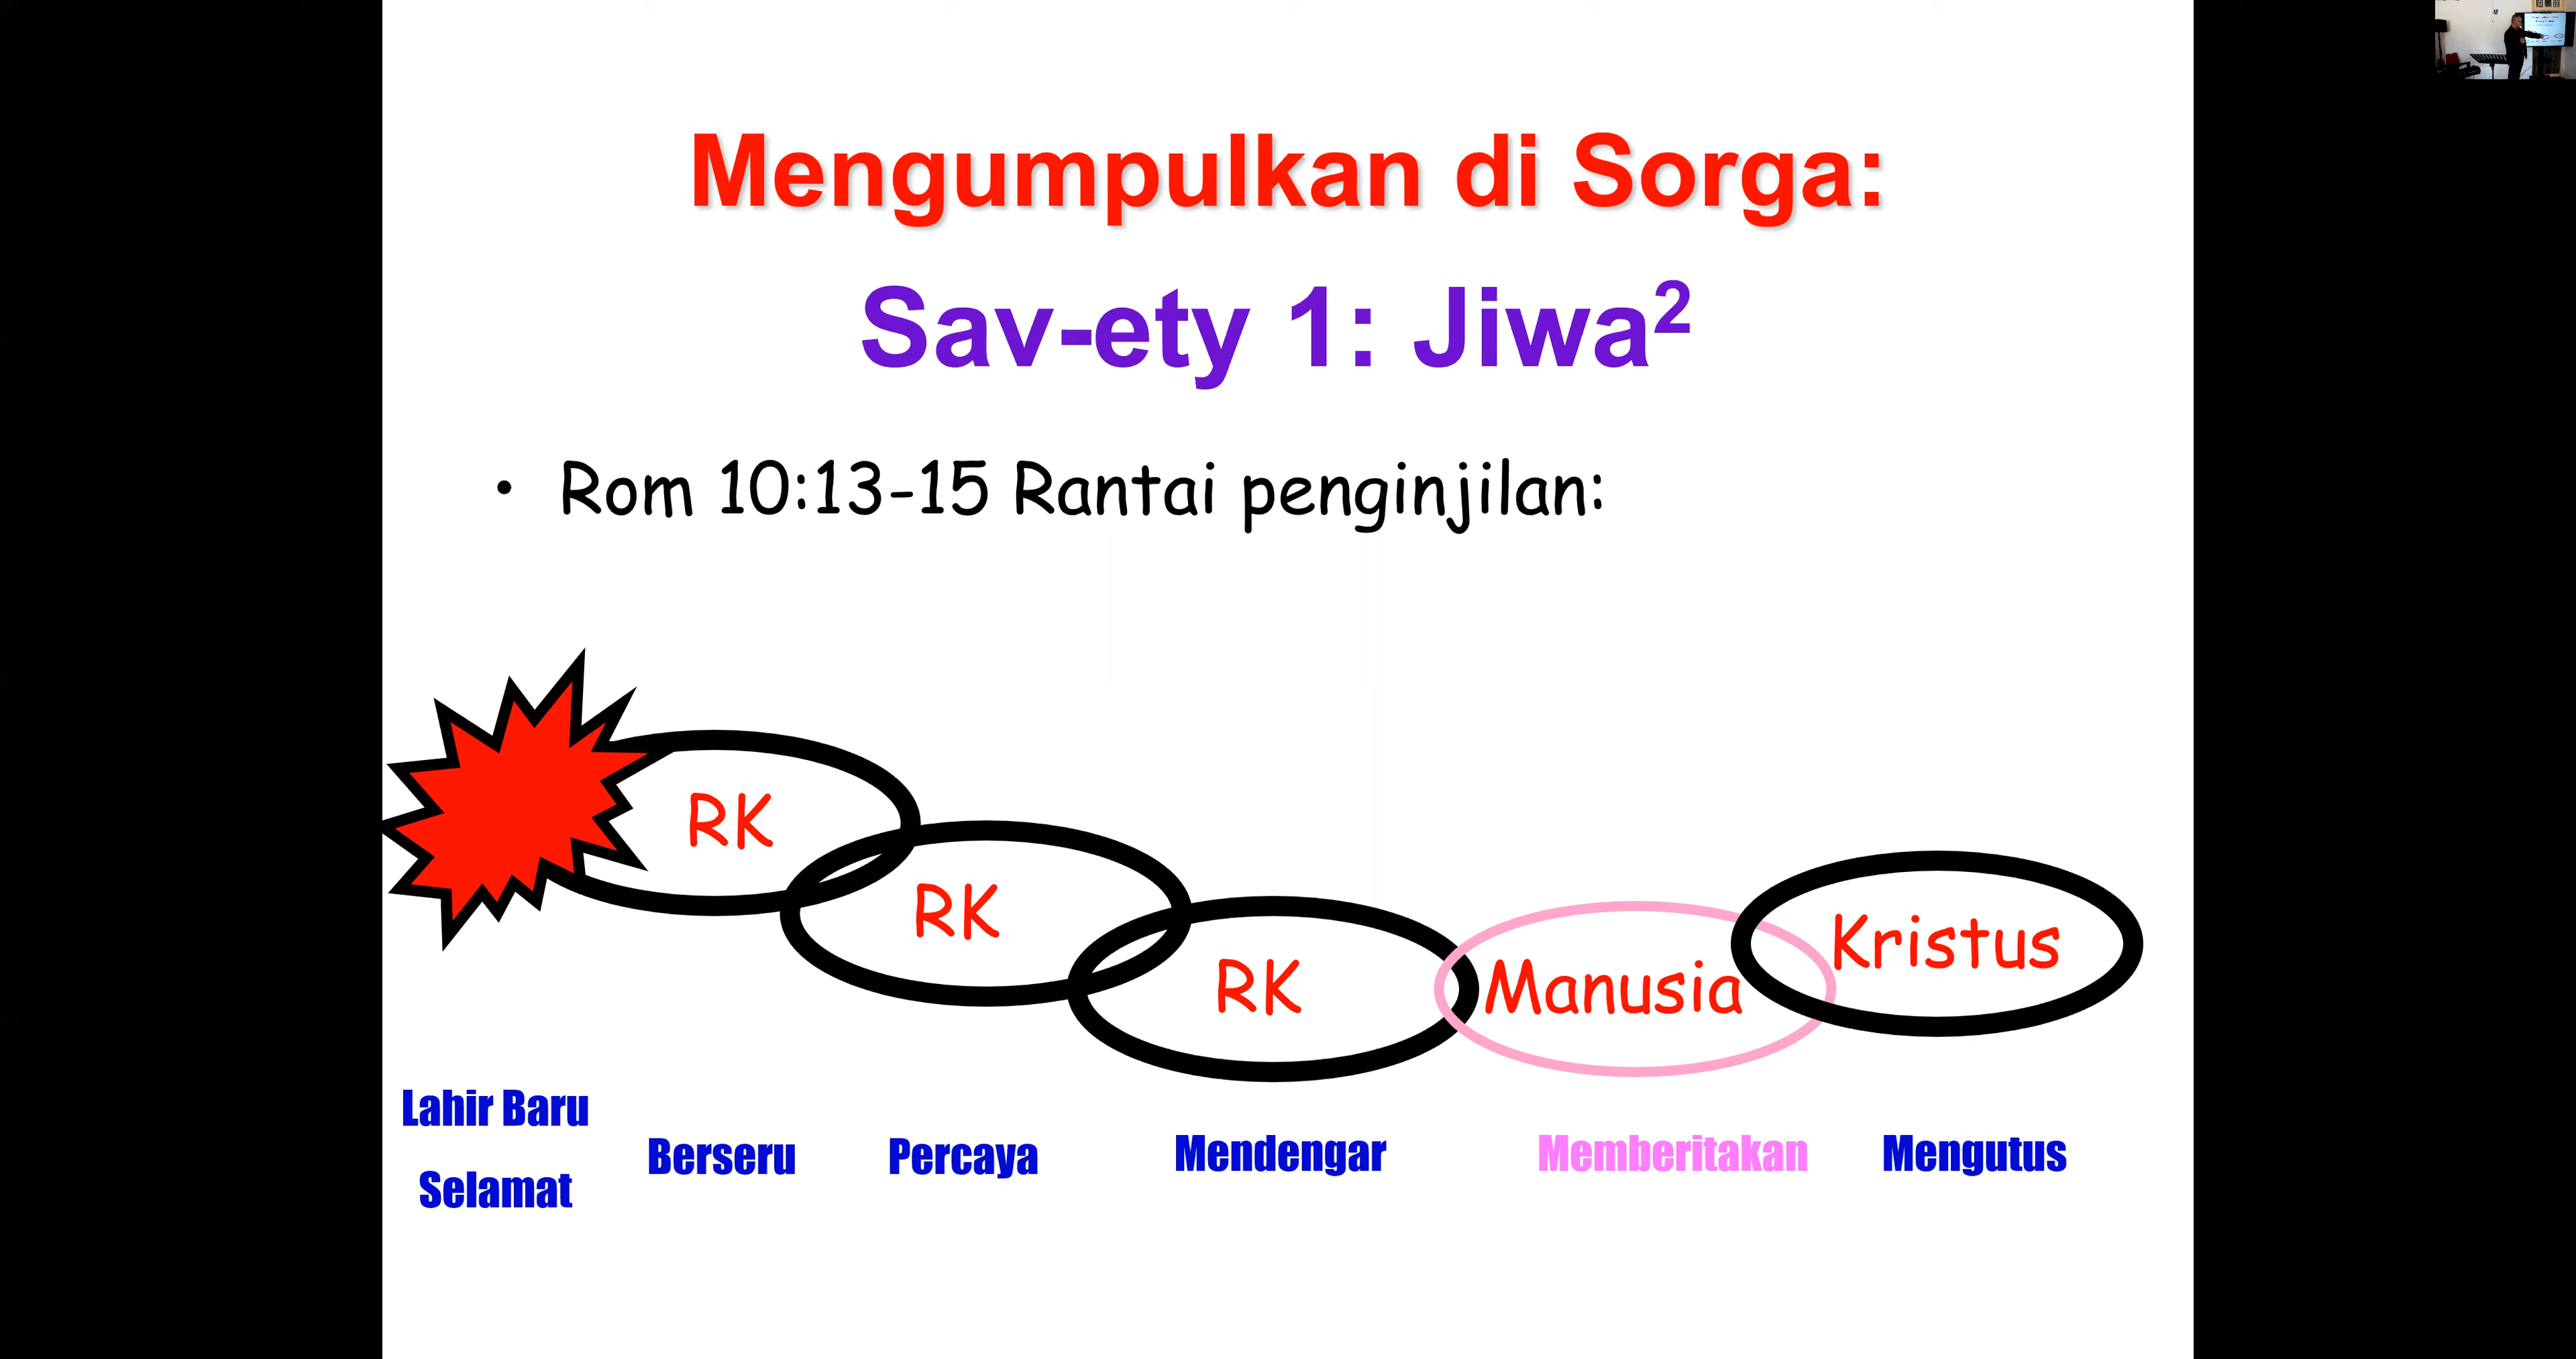 Mengumpulkan di Sorga:
Sav-ety 1: Jiwa²
• Rom 10:13-15 Rantai penginjilan:
RK
RK
RK
Manusia
Kristus
Lahir Baru
Selamat
Berseru
Percaya
Mendengar
Memberitakan
Mengutus